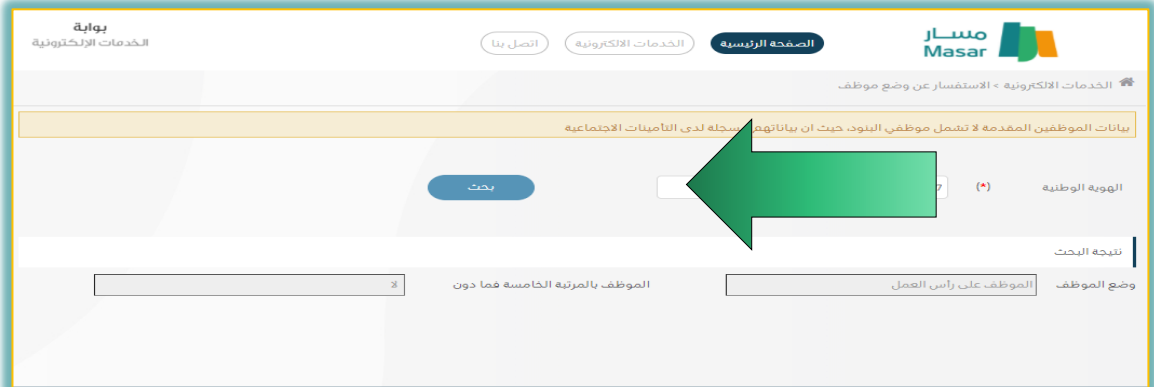 مسار
Masar
الصفحة الرئيسية
الخدمات الالكترونية
اتصل بنا
بوابة
الخدمات الإلكترونية
الخدمات الالكترونية > الاستفسار عن وضع موظف
بيانات الموظفين المقدمة لا تشمل موظفي البنود، حيث ان بياناتهم مسجلة لدى التأمينات الاجتماعية
الهوية الوطنية (*) 7 بحث
نتيجة البحث
وضع الموظف الموظف على رأس العمل الموظف بالمرتبة الخامسة فما دون لا